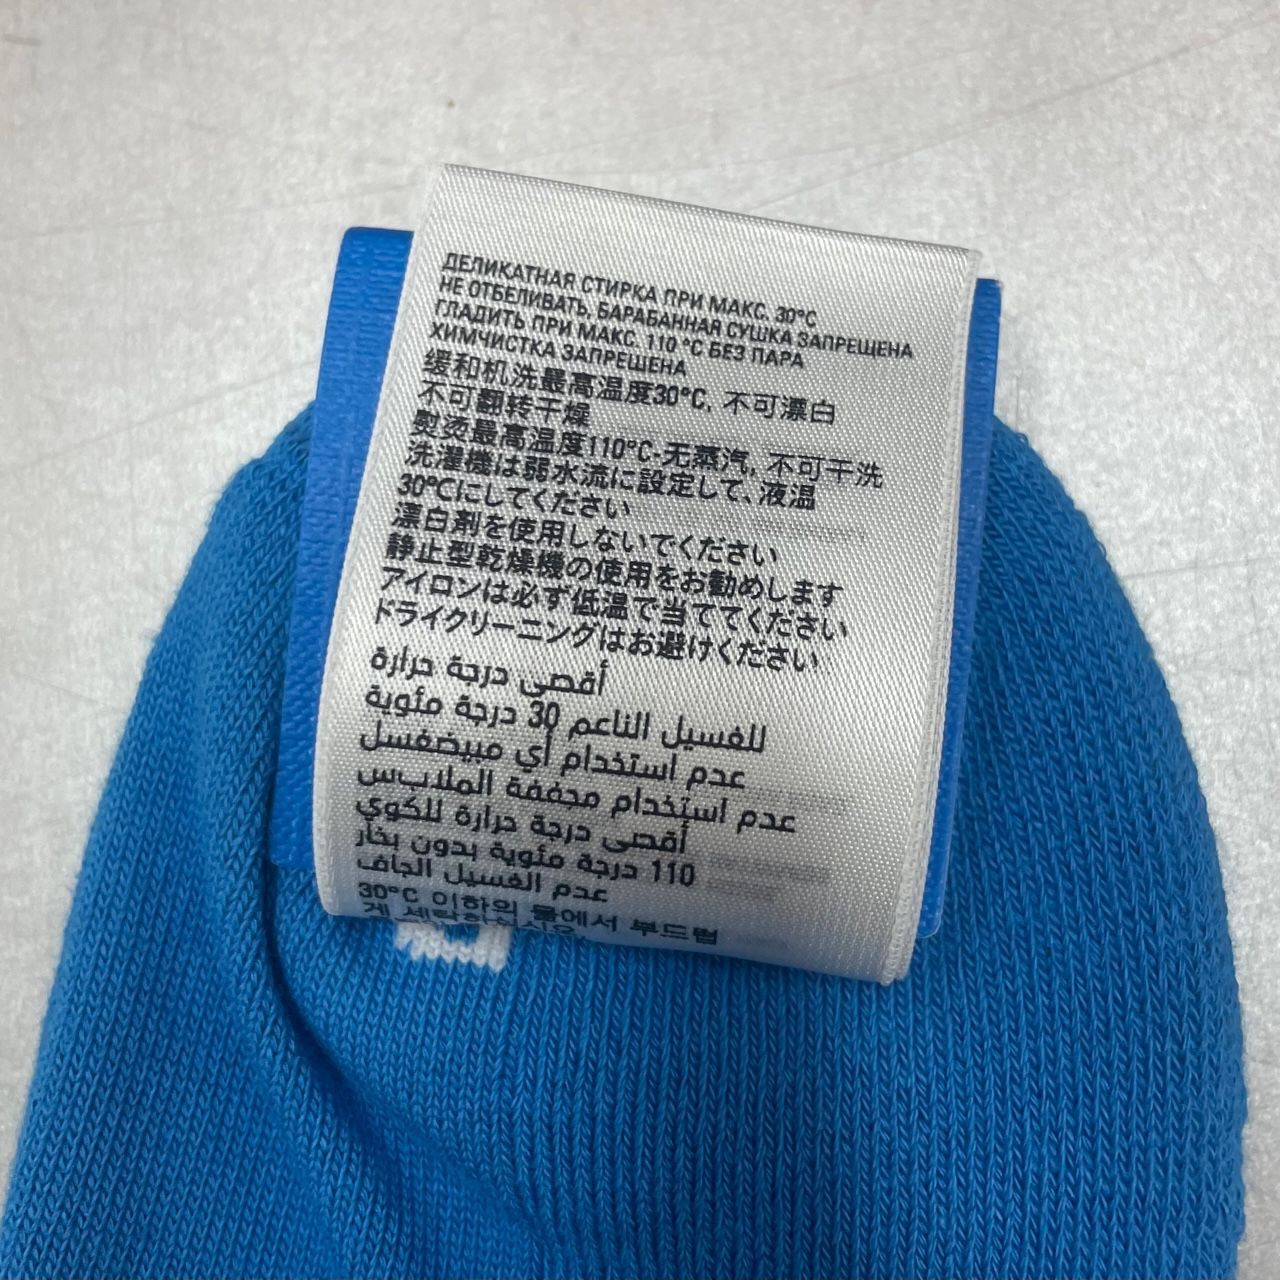 ДЕЛИКАТНАЯ СТИРКА ПРИ МАКС. 30°C
НЕ ОТБЕЛИВАТЬ, БАРАБАННАЯ СУШКА ЗАПРЕЩЕНА
ГЛАДИТЬ ПРИ МАКС. 110 °C БЕЗ ПАРА
ХИМЧИСТКА ЗАПРЕЩЕНА
缓和机洗最高温度30°C, 不可漂白
不可翻转干燥
熨烫最高温度110°C-无蒸汽, 不可干洗
洗濯機は弱水流に設定して、液温
30℃にしてください
漂白剤を使用しないでください
静止型乾燥機の使用をお勧めします
アイロンは必ず低温で当ててください
ドライクリーニングはお避けください
أقصى درجة حرارة
للغسيل الناعم 30 درجة مئوية
عدم استخدام أي مبيضغسل
عدم استخدام مجففة الملابس
أقصى درجة حرارة للكوي
110 درجة مئوية بدون بخار
عدم الغسيل الجاف
30°C 이하의 물에서 부드럽
게 세탁하십시오.